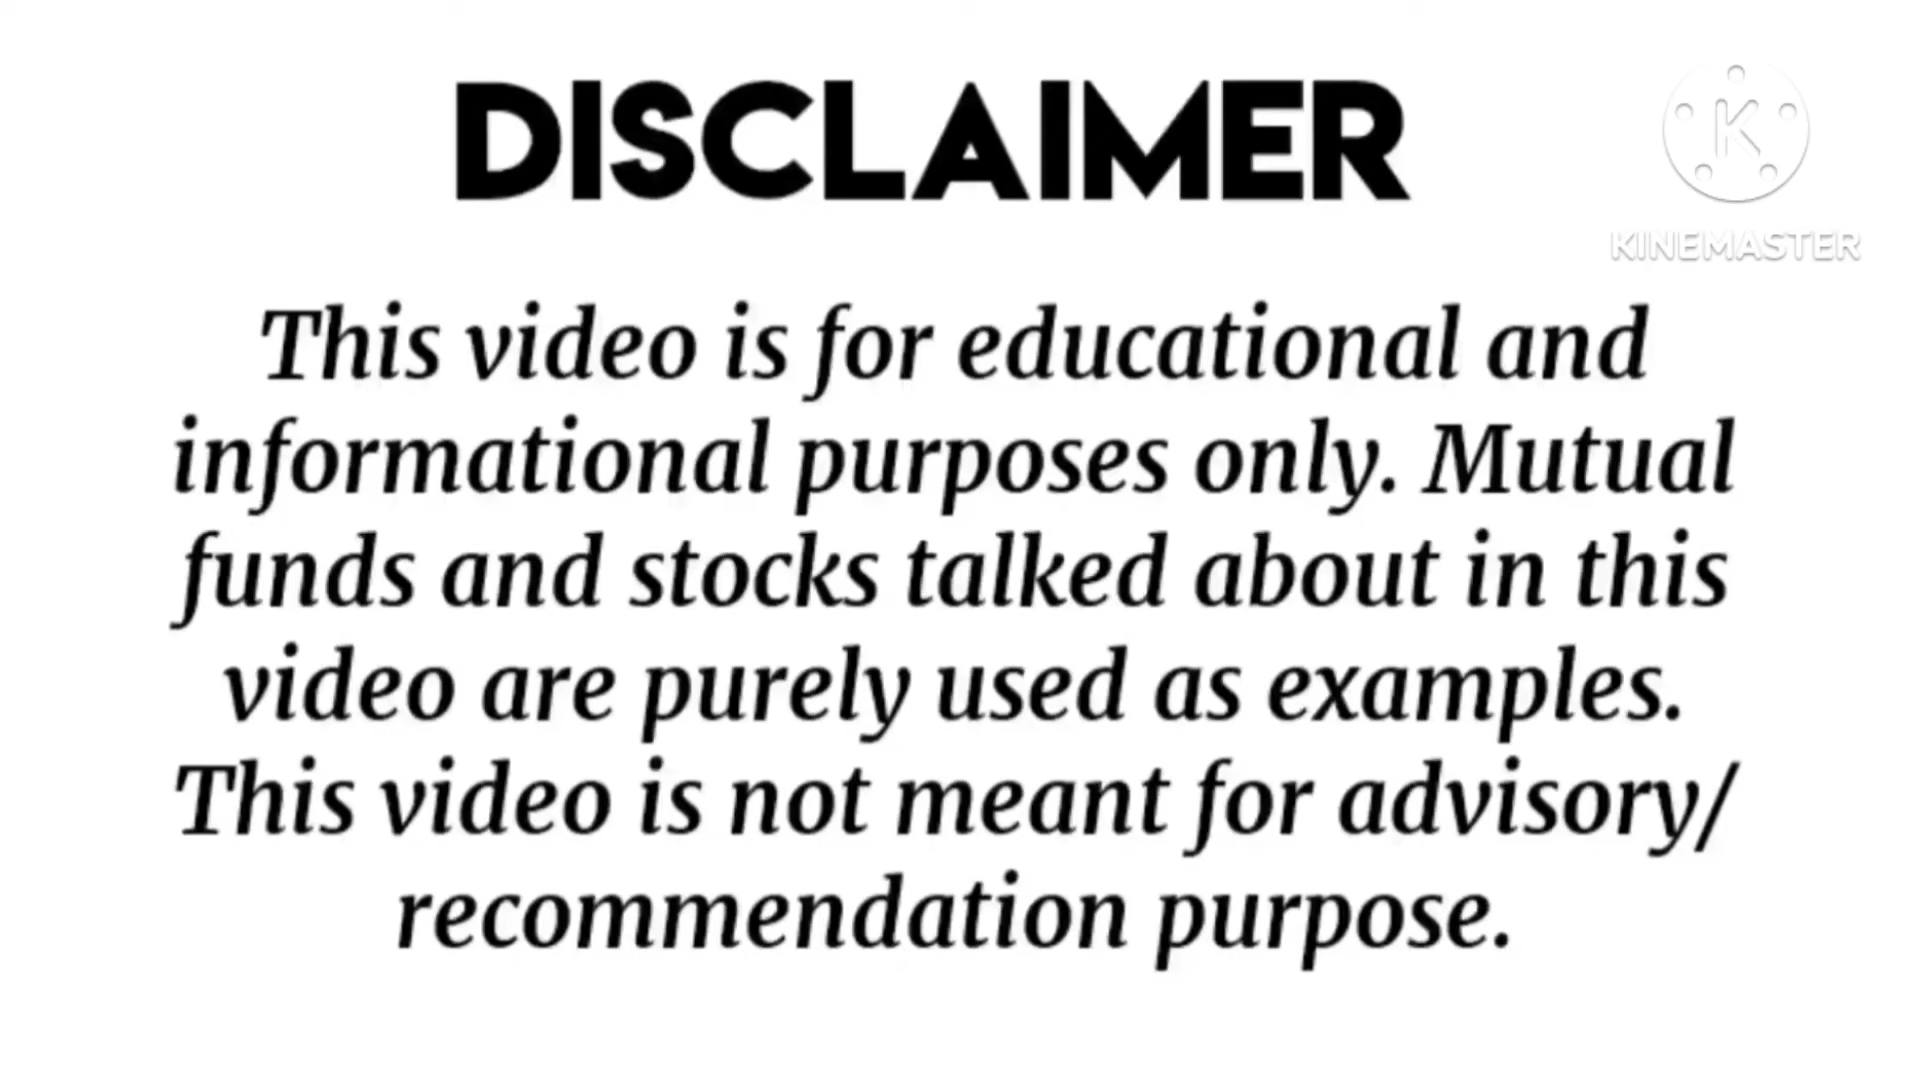 DISCLAIMER
K
KINEMASTER
This video is for educational and
informational purposes only. Mutual
funds and stocks talked about in this
video are purely used as examples.
This video is not meant for advisory/
recommendation purpose.